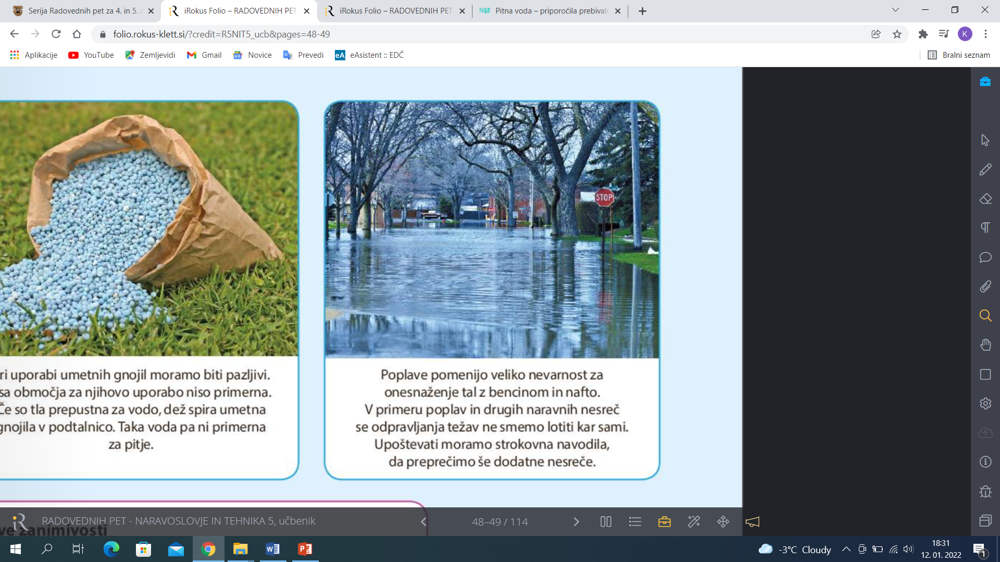 Serija Radovednih pet za 4. in 5.
iRokus Folio – RADOVEDNIH PET
iRokus Folio – RADOVEDNIH PET
NIJZ Pitna voda – priporočila
folio.rokus-klett.si/?credit=R5NIT5_ucb&pages=48-49
K
Aplikacije YouTube Zemljevidi Gmail Novice Prevedi eA eAsistent :: EDČ Bralni seznam
STOP
uporabi umetnih gnojil moramo biti pazljivi.
območja za njihovo uporabo niso primerna.
Če so tla prepustna za vodo, dež spira umetna
gnojila v podtalnico. Taka voda pa ni primerna
za pitje.
Poplave pomenijo veliko nevarnost za
onesnaženje tal z bencinom in nafto.
V primeru poplav in drugih naravnih nesreč
se odpravljanja težav ne smemo lotiti kar sami.
Upoštevati moramo strokovna navodila,
da preprečimo še dodatne nesreče.
zanimivosti
iR RADOVEDNIH PET - NARAVOSLOVJE IN TEHNIKA 5, učbenik 48–49 / 114
-3°C Cloudy
18:31
12. 01. 2022
1